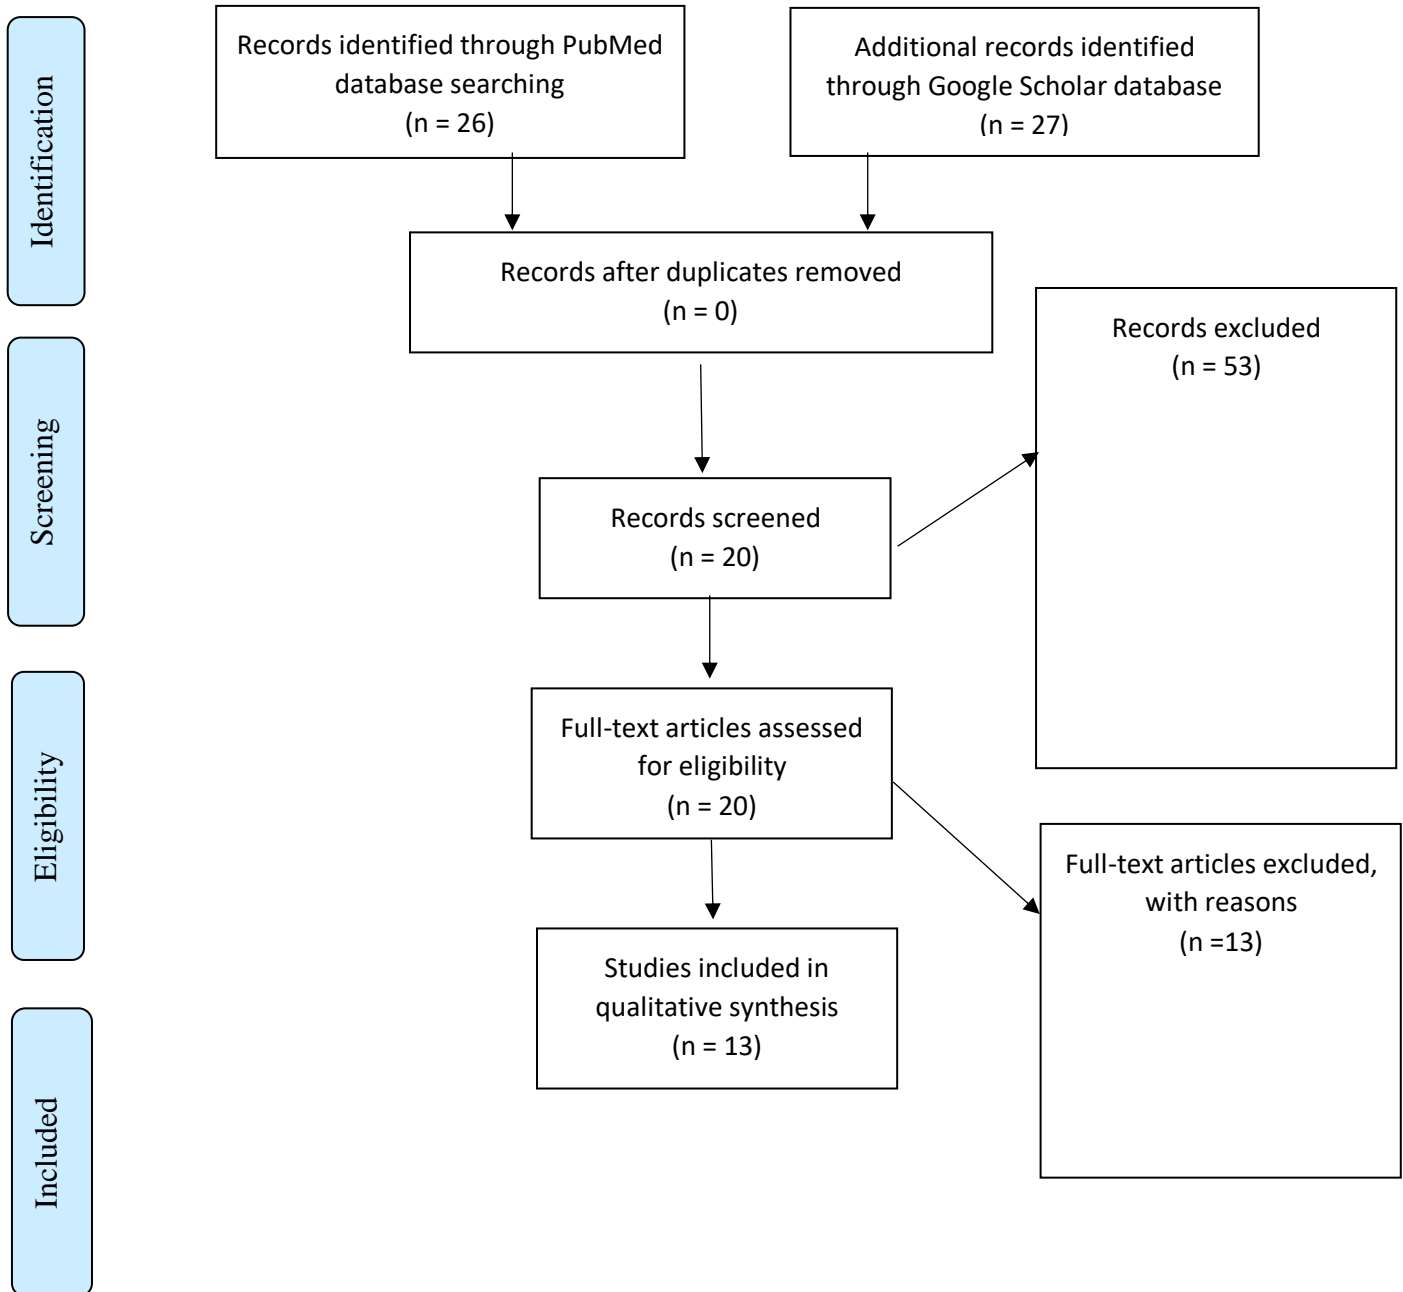 Identification
Records identified through PubMed
database searching
(n = 26)
Additional records identified
through Google Scholar database
(n = 27)
Records after duplicates removed
(n = 0)
Screening
Records excluded
(n = 53)
Records screened
(n = 20)
Eligibility
Full-text articles assessed
for eligibility
(n = 20)
Full-text articles excluded,
with reasons
(n =13)
Included
Studies included in
qualitative synthesis
(n = 13)